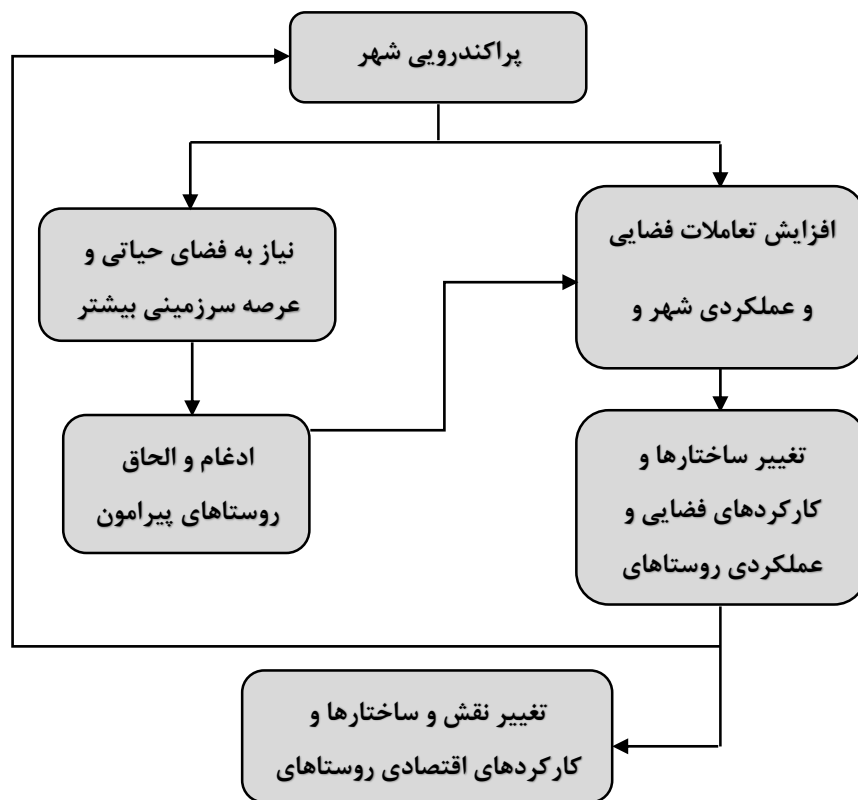 پراکندرویی شهر
افزایش تعاملات فضایی
و عملکردی شهر و
نیاز به فضای حیاتی و
عرصه سرزمینی بیشتر
ادغام و الحاق
روستاهای پیرامون
تغییر ساختارها و
کارکردهای فضایی و
عملکردی روستاهای
تغییر نقش و ساختارها و
کارکردهای اقتصادی روستاهای